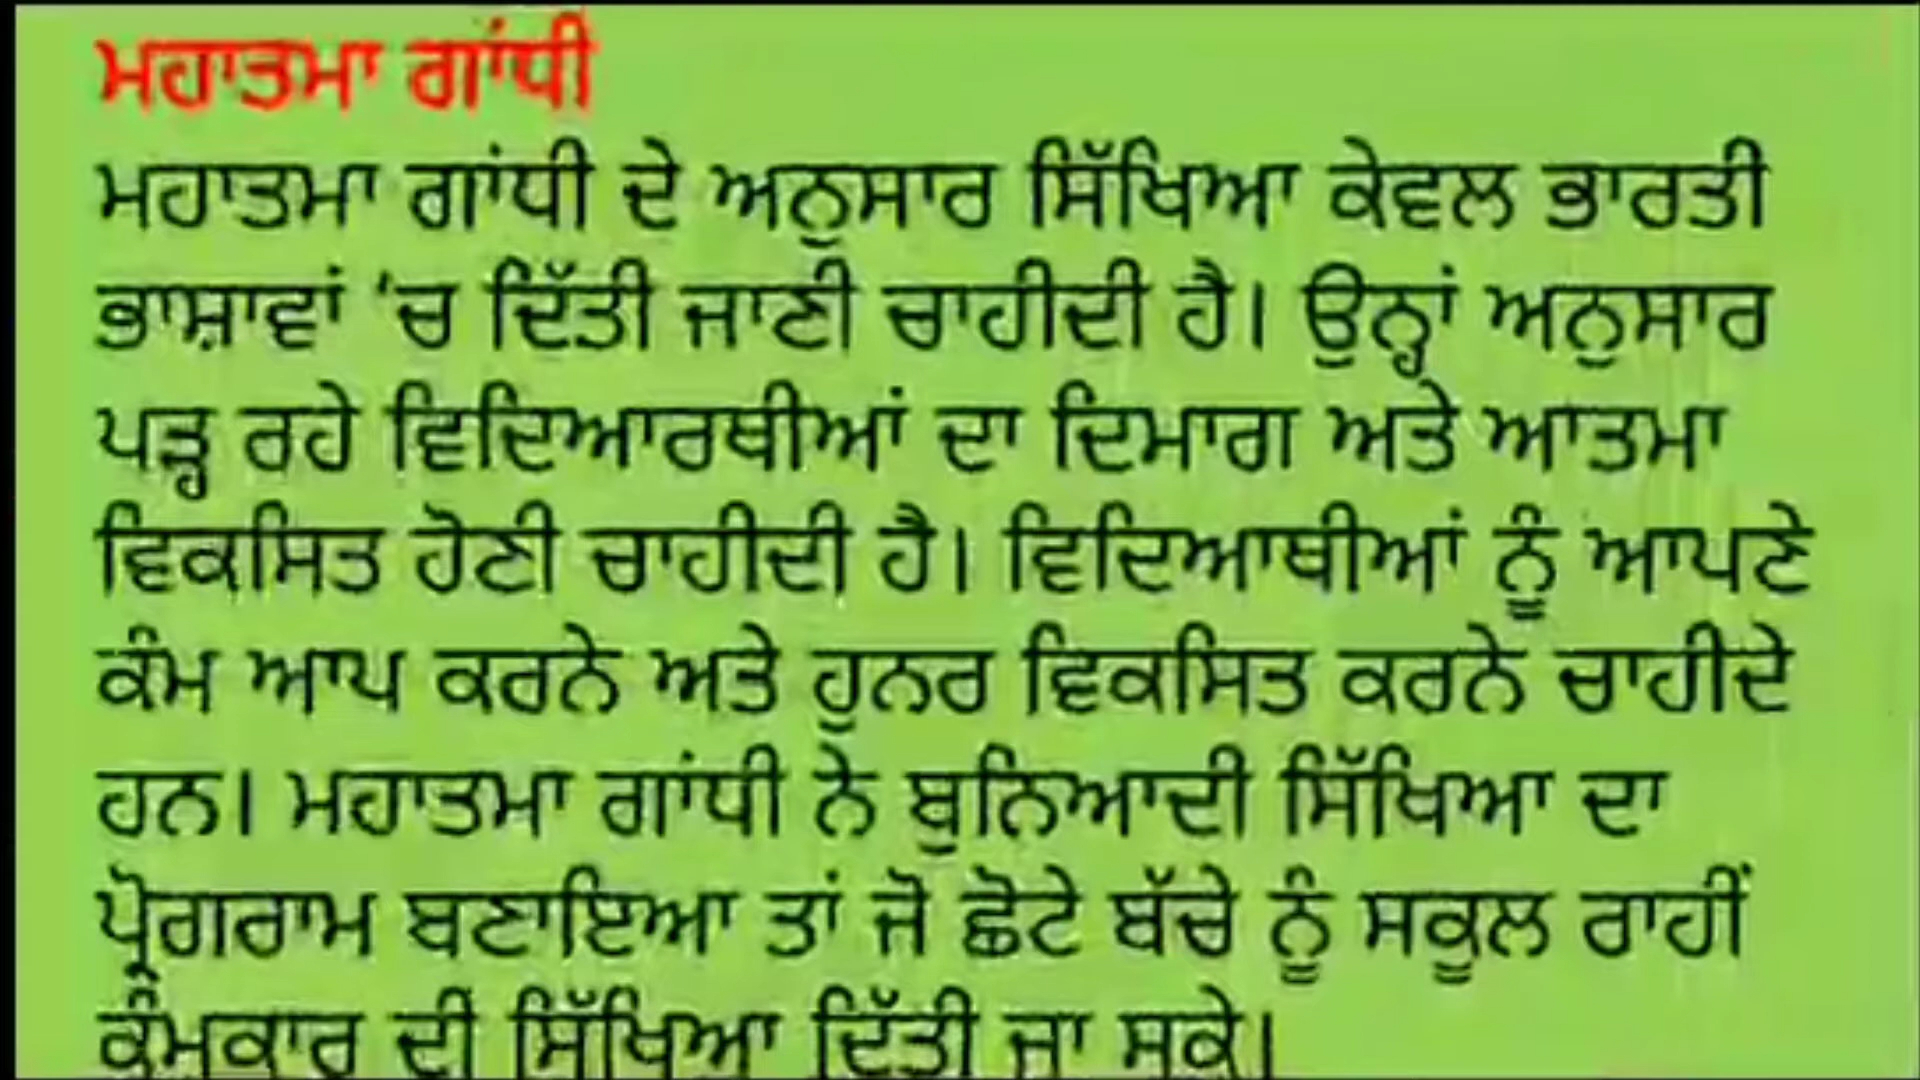 ਮਹਾਤਮਾ ਗਾਂਧੀ
ਮਹਾਤਮਾ ਗਾਂਧੀ ਦੇ ਅਨੁਸਾਰ ਸਿੱਖਿਆ ਕੇਵਲ ਭਾਰਤੀ
ਭਾਸ਼ਾਵਾਂ 'ਚ ਦਿੱਤੀ ਜਾਣੀ ਚਾਹੀਦੀ ਹੈ। ਉਨ੍ਹਾਂ ਅਨੁਸਾਰ
ਪੜ੍ਹ ਰਹੇ ਵਿਦਿਆਰਥੀਆਂ ਦਾ ਦਿਮਾਗ ਅਤੇ ਆਤਮਾ
ਵਿਕਸਿਤ ਹੋਣੀ ਚਾਹੀਦੀ ਹੈ। ਵਿਦਿਆਥੀਆਂ ਨੂੰ ਆਪਣੇ
ਕੰਮ ਆਪ ਕਰਨੇ ਅਤੇ ਹੁਨਰ ਵਿਕਸਿਤ ਕਰਨੇ ਚਾਹੀਦੇ
ਹਨ। ਮਹਾਤਮਾ ਗਾਂਧੀ ਨੇ ਬੁਨਿਆਦੀ ਸਿੱਖਿਆ ਦਾ
ਪ੍ਰੋਗਰਾਮ ਬਣਾਇਆ ਤਾਂ ਜੋ ਛੋਟੇ ਬੱਚੇ ਨੂੰ ਸਕੂਲ ਰਾਹੀਂ
ਕੰਮਕਾਰ ਦੀ ਸਿੱਖਿਆ ਦਿੱਤੀ ਜਾ ਸਕੇ।